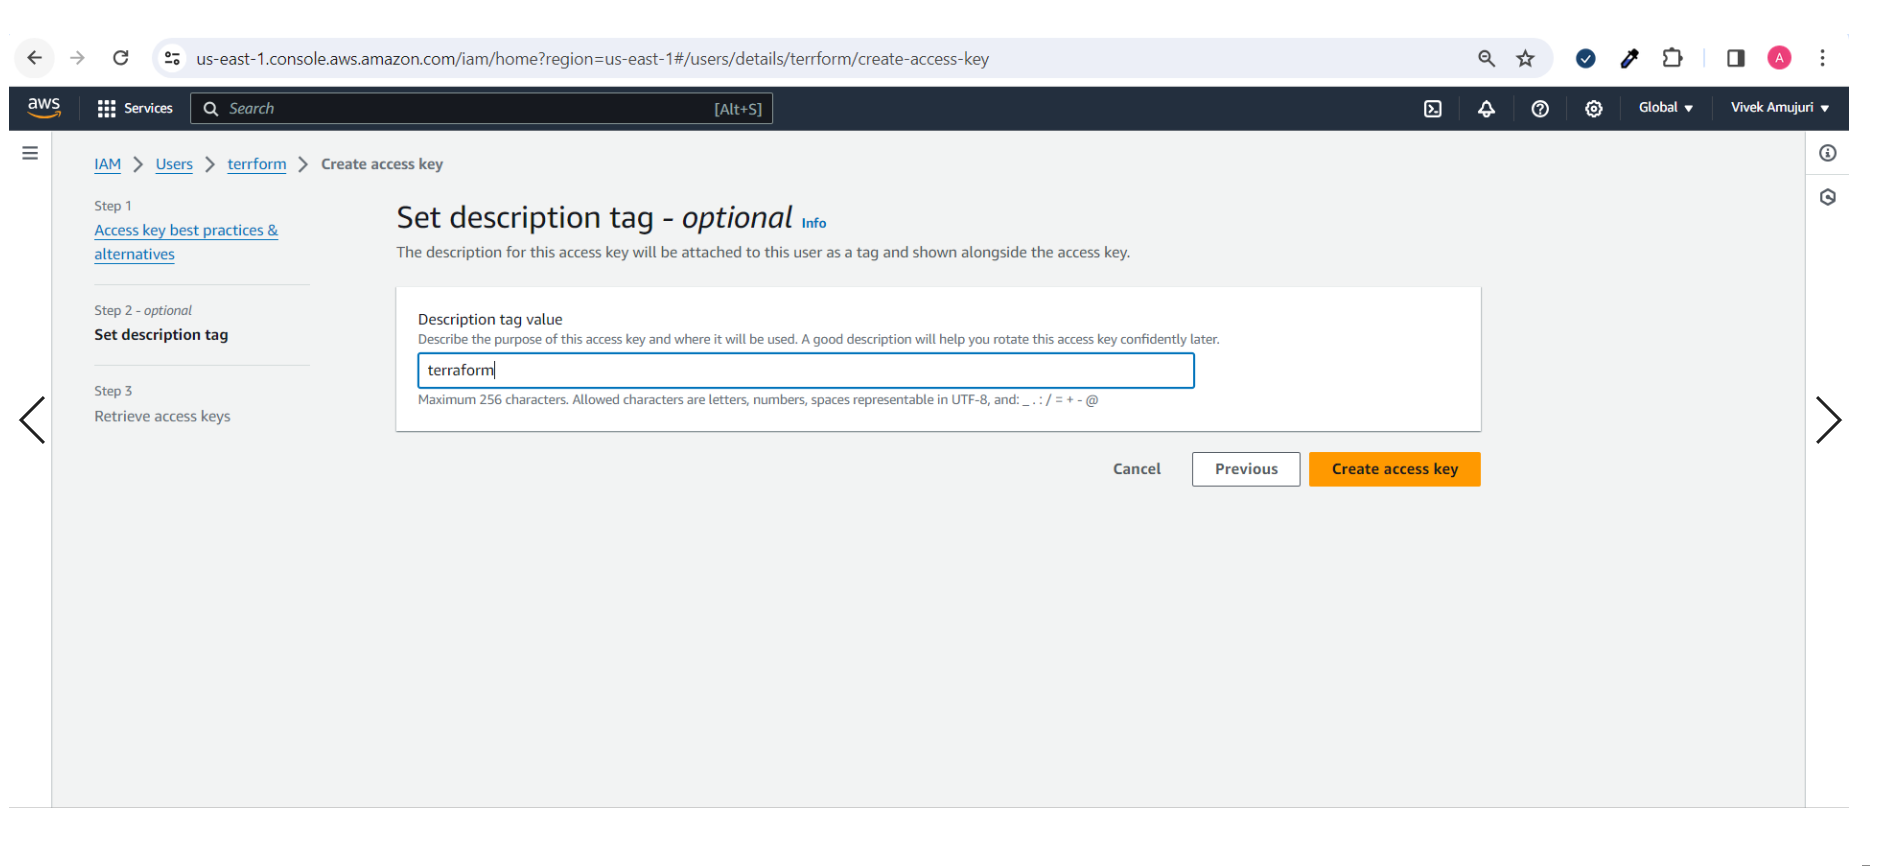 us-east-1.console.aws.amazon.com/iam/home?region=us-east-1#/users/details/terrform/create-access-key
A
aws
Services
Search
[Alt+S]
Global
Vivek Amujuri
IAM > Users > terrform > Create access key
Step 1
Access key best practices &
alternatives
Step 2 - optional
Set description tag
Step 3
Retrieve access keys
Set description tag - optional Info
The description for this access key will be attached to this user as a tag and shown alongside the access key.
Description tag value
Describe the purpose of this access key and where it will be used. A good description will help you rotate this access key confidently later.
terraform
Maximum 256 characters. Allowed characters are letters, numbers, spaces representable in UTF-8, and: _ . : / = + - @
Cancel
Previous
Create access key